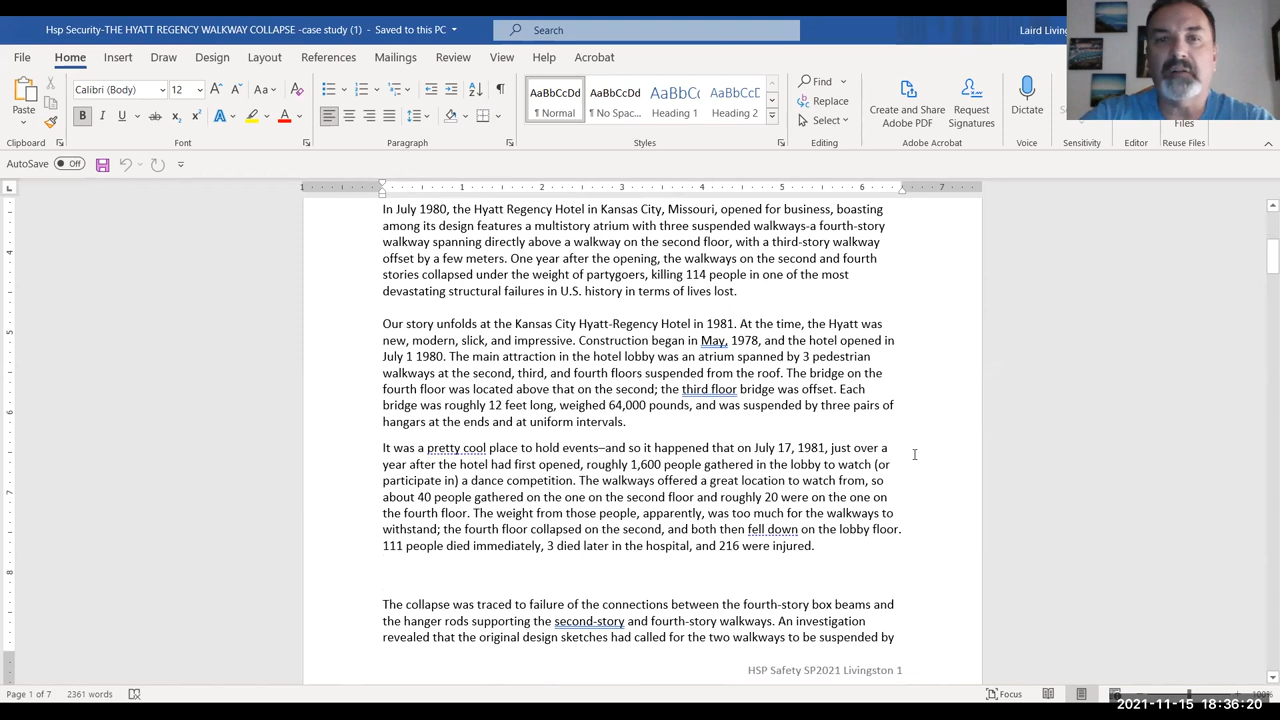 Hsp Security-THE HYATT REGENCY WALKWAY COLLAPSE -case study (1) - Saved to this PC
Search
Laird Livin
File Home Insert Draw Design Layout References Mailings Review View Help Acrobat
Calibri (Body) 12
Paste
AaBbCcDd AaBbCcDd AaBbCc AaBbCcD
¶ Normal ¶ No Spac... Heading 1 Heading 2
Find
Replace
Select
Create and Share Adobe PDF
Request Signatures
Dictate
Files
Clipboard Font Paragraph Styles Editing Adobe Acrobat Voice Sensitivity Editor Reuse Files
AutoSave Off
In July 1980, the Hyatt Regency Hotel in Kansas City, Missouri, opened for business, boasting
among its design features a multistory atrium with three suspended walkways-a fourth-story
walkway spanning directly above a walkway on the second floor, with a third-story walkway
offset by a few meters. One year after the opening, the walkways on the second and fourth
stories collapsed under the weight of partygoers, killing 114 people in one of the most
devastating structural failures in U.S. history in terms of lives lost.
Our story unfolds at the Kansas City Hyatt-Regency Hotel in 1981. At the time, the Hyatt was
new, modern, slick, and impressive. Construction began in May, 1978, and the hotel opened in
July 1 1980. The main attraction in the hotel lobby was an atrium spanned by 3 pedestrian
walkways at the second, third, and fourth floors suspended from the roof. The bridge on the
fourth floor was located above that on the second; the third floor bridge was offset. Each
bridge was roughly 12 feet long, weighed 64,000 pounds, and was suspended by three pairs of
hangars at the ends and at uniform intervals.
It was a pretty cool place to hold events–and so it happened that on July 17, 1981, just over a
year after the hotel had first opened, roughly 1,600 people gathered in the lobby to watch (or
participate in) a dance competition. The walkways offered a great location to watch from, so
about 40 people gathered on the one on the second floor and roughly 20 were on the one on
the fourth floor. The weight from those people, apparently, was too much for the walkways to
withstand; the fourth floor collapsed on the second, and both then fell down on the lobby floor.
111 people died immediately, 3 died later in the hospital, and 216 were injured.
The collapse was traced to failure of the connections between the fourth-story box beams and
the hanger rods supporting the second-story and fourth-story walkways. An investigation
revealed that the original design sketches had called for the two walkways to be suspended by
HSP Safety SP2021 Livingston 1
Page 1 of 7 2361 words
Focus
2021-11-15 18:36:20